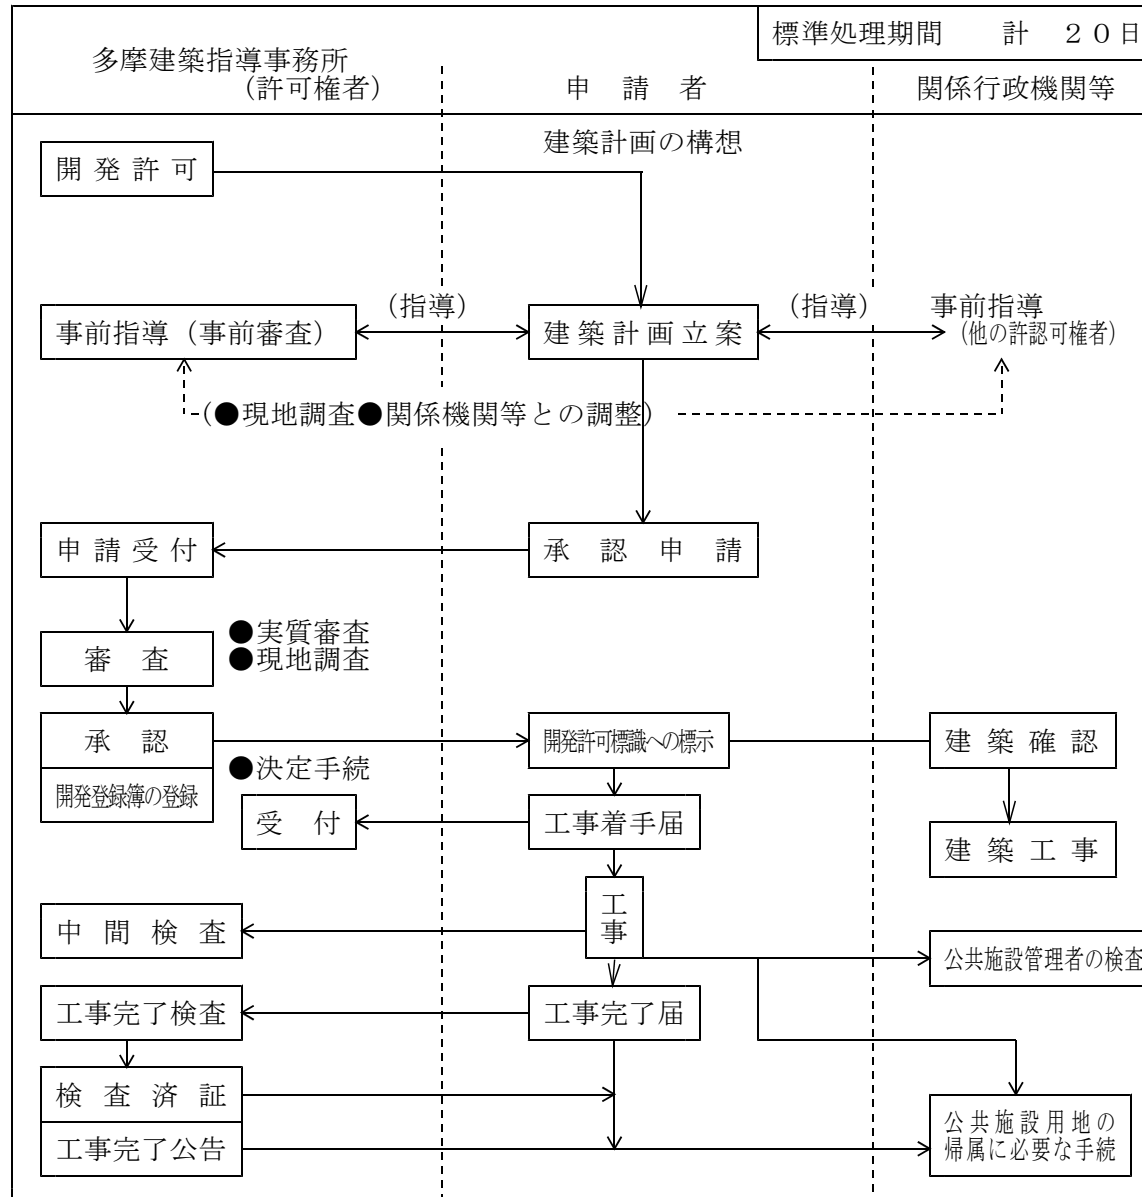 標準処理期間　計　２０日
多摩建築指導事務所
（許可権者）
申請者
関係行政機関等
建築計画の構想
開発許可
（指導）
（指導）
事前指導
（他の許認可権者）
事前指導（事前審査）
建築計画立案
（●現地調査●関係機関等との調整）
申請受付
承認申請
●実質審査
●現地調査
審査
承認
開発許可標識への標示
建築確認
●決定手続
開発登録簿の登録
受付
工事着手届
建築工事
工事
中間検査
公共施設管理者の検査
工事完了検査
工事完了届
検査済証
工事完了公告
公共施設用地の
帰属に必要な手続